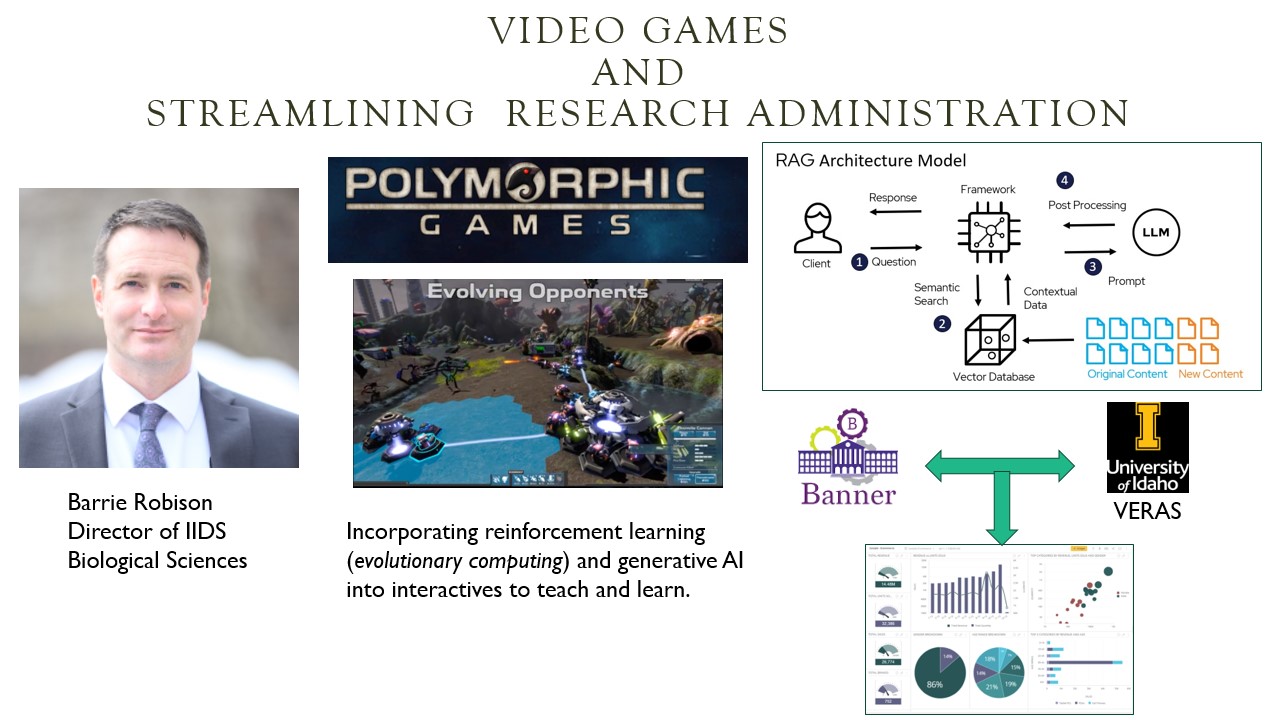 VIDEO GAMES
AND
STREAMLINING RESEARCH ADMINISTRATION
Barrie Robison
Director of IIDS
Biological Sciences
POLYMORPHIC
GAMES
Evolving Opponents
Incorporating reinforcement learning
(evolutionary computing) and generative AI
into interactives to teach and learn.
RAG Architecture Model
4
Framework
Response
Post Processing
LLM
Client
1 Question
3
Prompt
Semantic
Search
Contextual
Data
2
Vector Database
Original Content New Content
B
Banner
I
University
of Idaho
VERAS
14%
86%
18%
15%
14%
21%
19%